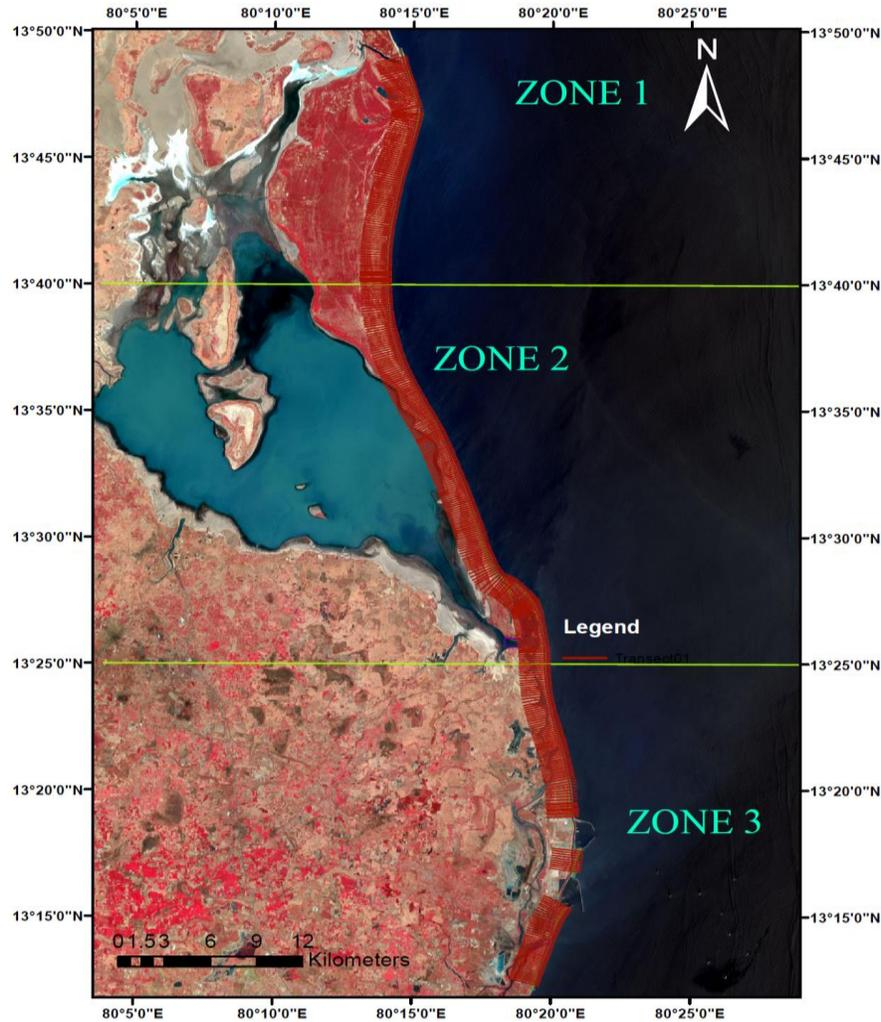 80°5'0"E 80°10'0"E 80°15'0"E 80°20'0"E 80°25'0"E
13°50'0"N 13°50'0"N
N
ZONE 1
13°45'0"N 13°45'0"N
13°40'0"N 13°40'0"N
ZONE 2
13°35'0"N 13°35'0"N
13°30'0"N 13°30'0"N
Legend
Transect01
13°25'0"N 13°25'0"N
13°20'0"N 13°20'0"N
ZONE 3
13°15'0"N 13°15'0"N
0 1.5 3 6 9 12
Kilometers
80°5'0"E 80°10'0"E 80°15'0"E 80°20'0"E 80°25'0"E